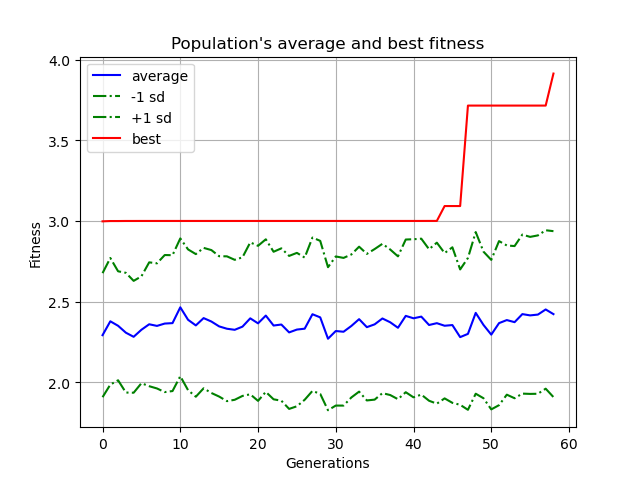 Population's average and best fitness
average
-1 sd
+1 sd
best
4.0
3.5
3.0
2.5
2.0
Fitness
0 10 20 30 40 50 60
Generations